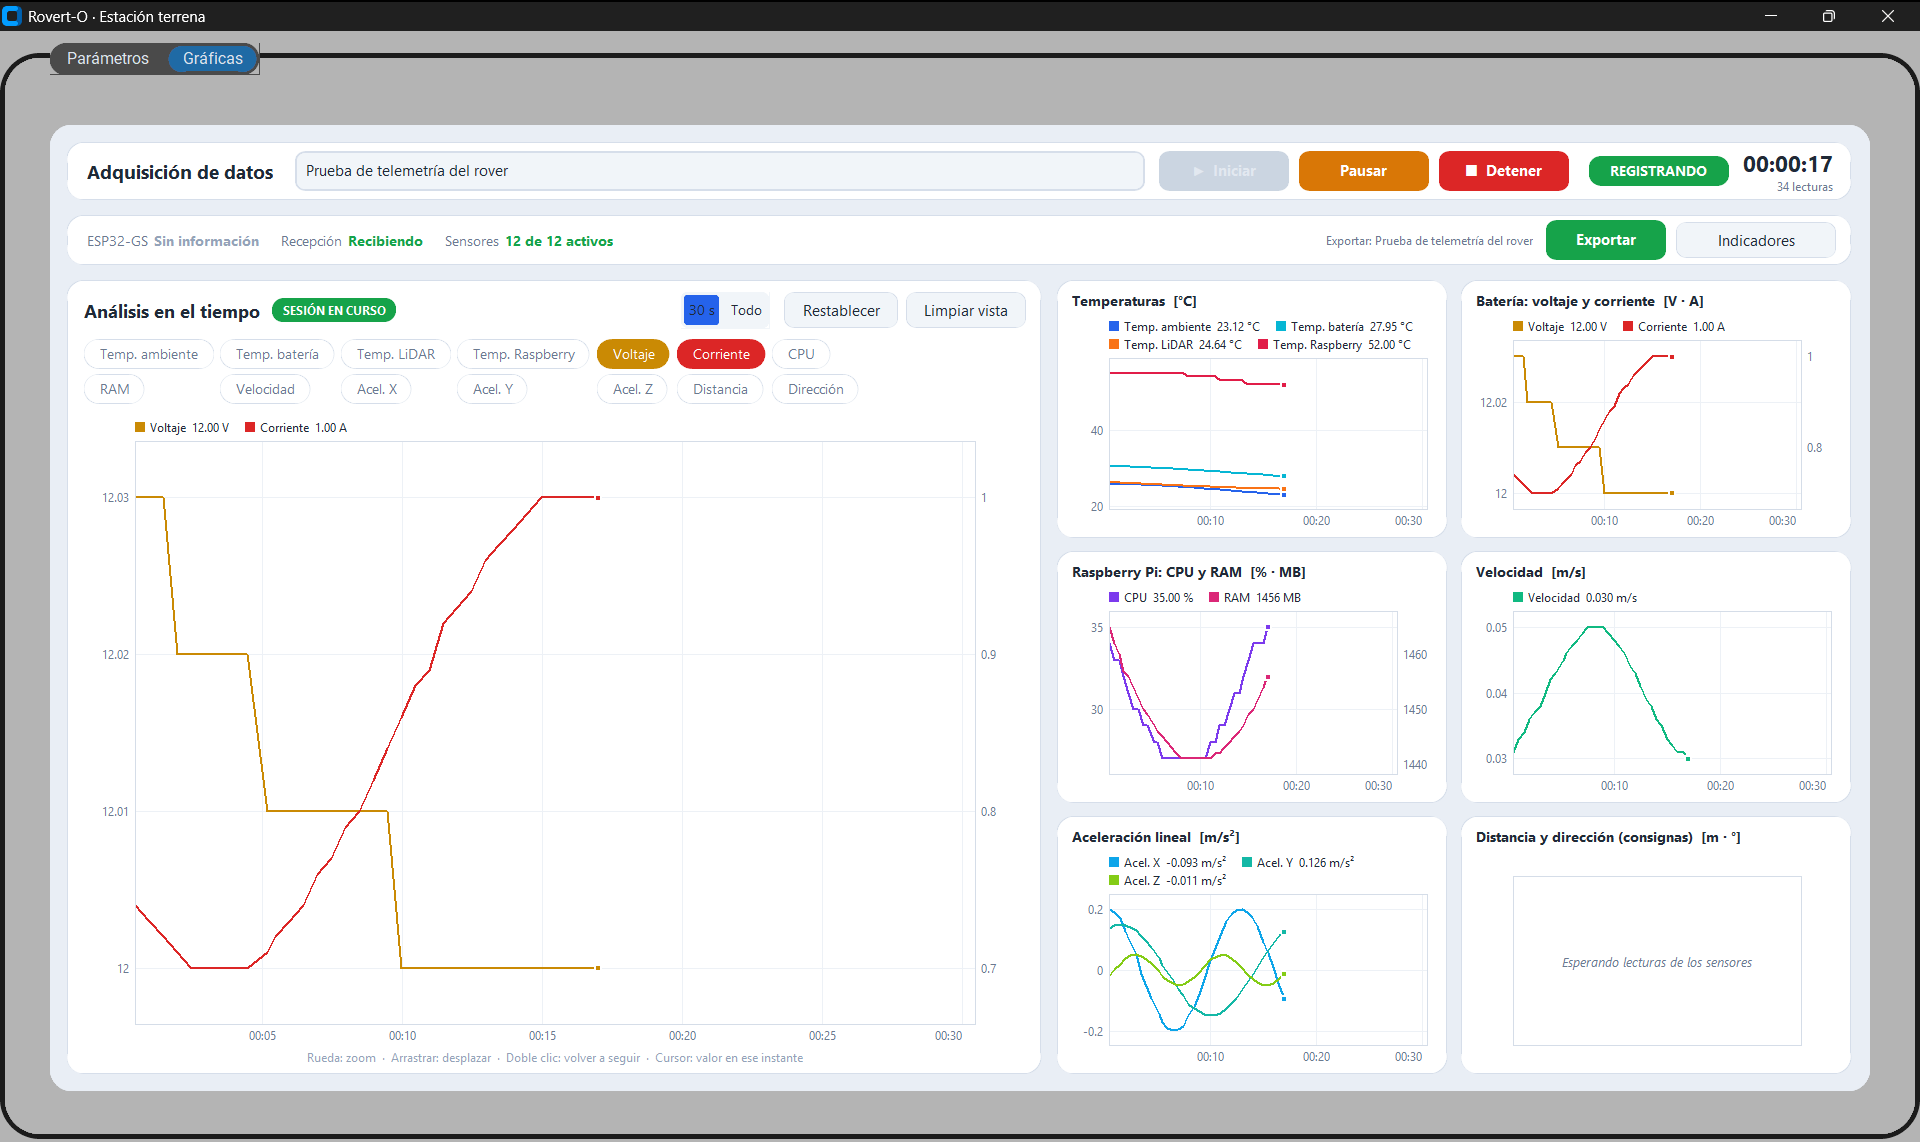 Rovert-O · Estación terrena
Parámetros Gráficas
Adquisición de datos Prueba de telemetría del rover ▶ Iniciar Pausar ■ Detener REGISTRANDO 00:00:17
34 lecturas
ESP32-GS Sin información Recepción Recibiendo Sensores 12 de 12 activos Exportar: Prueba de telemetría del rover Exportar Indicadores
Análisis en el tiempo SESIÓN EN CURSO 30 s Todo Restablecer Limpiar vista
Temp. ambiente Temp. batería Temp. LiDAR Temp. Raspberry Voltaje Corriente CPU
RAM Velocidad Acel. X Acel. Y Acel. Z Distancia Dirección
Voltaje 12.00 V Corriente 1.00 A
12.03 1
12.02 0.9
12.01 0.8
12 0.7
00:05 00:10 00:15 00:20 00:25 00:30
Rueda: zoom · Arrastrar: desplazar · Doble clic: volver a seguir · Cursor: valor en ese instante
Temperaturas [°C]
Temp. ambiente 23.12 °C Temp. batería 27.95 °C
Temp. LiDAR 24.64 °C Temp. Raspberry 52.00 °C
40
20
00:10 00:20 00:30
Batería: voltaje y corriente [V · A]
Voltaje 12.00 V Corriente 1.00 A
1
12.02
0.8
12
00:10 00:20 00:30
Raspberry Pi: CPU y RAM [% · MB]
CPU 35.00 % RAM 1456 MB
35
1460
30 1450
1440
00:10 00:20 00:30
Velocidad [m/s]
Velocidad 0.030 m/s
0.05
0.04
0.03
00:10 00:20 00:30
Aceleración lineal [m/s²]
Acel. X -0.093 m/s² Acel. Y 0.126 m/s²
Acel. Z -0.011 m/s²
0.2
0
-0.2
00:10 00:20 00:30
Distancia y dirección (consignas) [m · °]
Esperando lecturas de los sensores